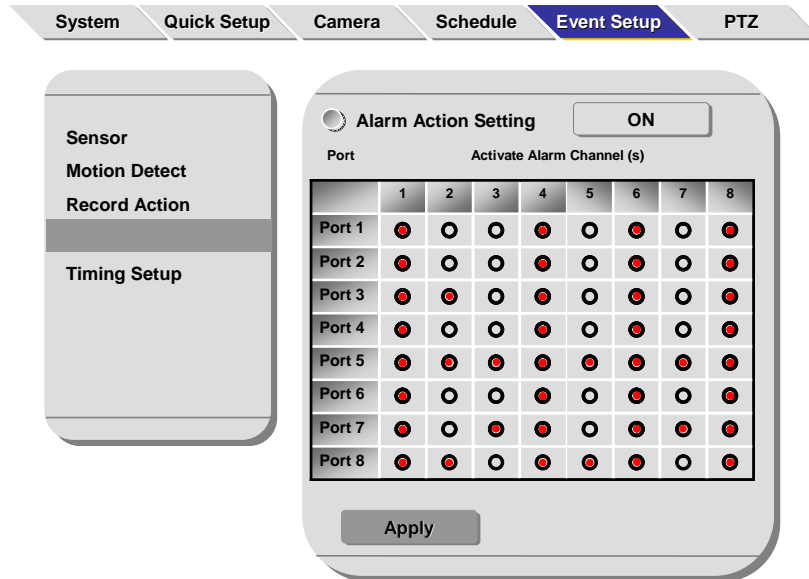 System Quick Setup Camera Schedule Event Setup PTZ
Sensor
Motion Detect
Record Action
Timing Setup
Alarm Action Setting ON
Port Activate Alarm Channel (s)
1 2 3 4 5 6 7 8
Port 1
Port 2
Port 3
Port 4
Port 5
Port 6
Port 7
Port 8
Apply